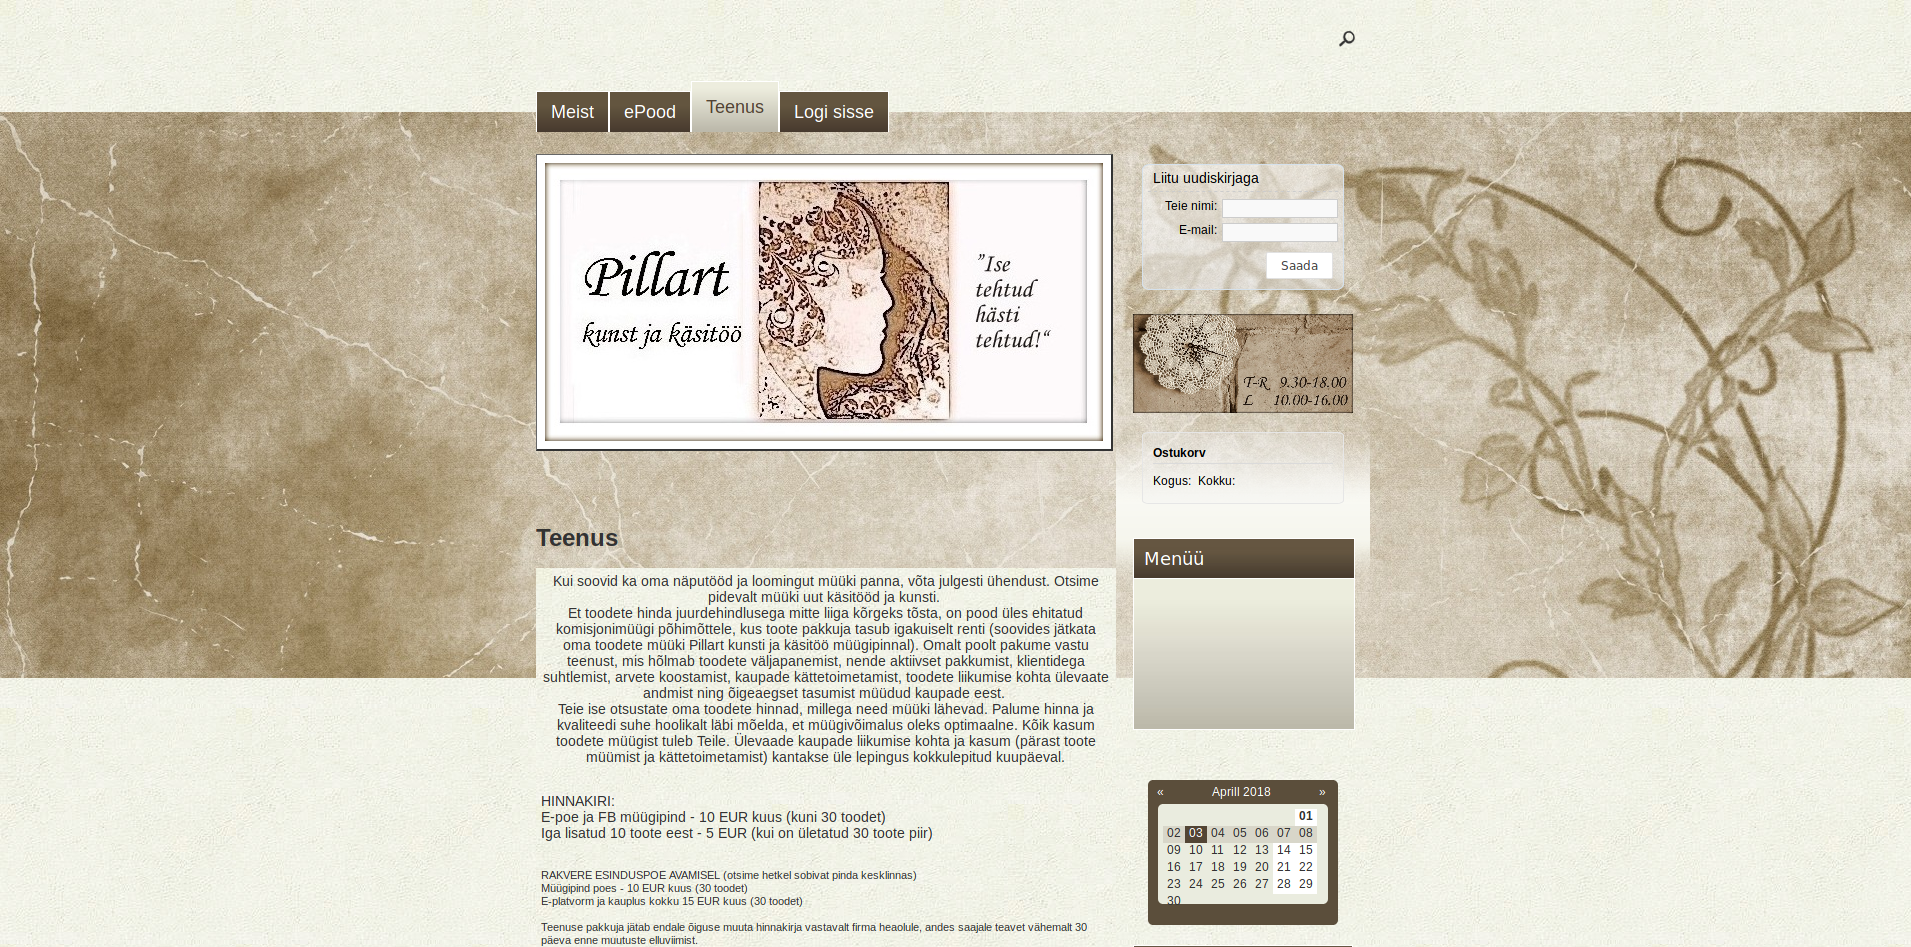 Meist
ePood
Teenus
Logi sisse
Pillart
kunst ja käsitöö
”Ise
tehtud
hästi
tehtud!“
Liitu uudiskirjaga
Teie nimi:
E-mail:
Saada
T-R 9.30-18.00
L 10.00-16.00
Ostukorv
Kogus: Kokku:
Teenus
Kui soovid ka oma näputööd ja loomingut müüki panna, võta julgesti ühendust. Otsime
pidevalt müüki uut käsitööd ja kunsti.
Et toodete hinda juurdehindlusega mitte liiga kõrgeks tõsta, on pood üles ehitatud
komisjonimüügi põhimõttele, kus toote pakkuja tasub igakuiselt renti (soovides jätkata
oma toodete müüki Pillart kunsti ja käsitöö müügipinnal). Omalt poolt pakume vastu
teenust, mis hõlmab toodete väljapanemist, nende aktiivset pakkumist, klientidega
suhtlemist, arvete koostamist, kaupade kättetoimetamist, toodete liikumise kohta ülevaate
andmist ning õigeaegset tasumist müüdud kaupade eest.
Teie ise otsustate oma toodete hinnad, millega need müüki lähevad. Palume hinna ja
kvaliteedi suhe hoolikalt läbi mõelda, et müügivõimalus oleks optimaalne. Kõik kasum
toodete müügist tuleb Teile. Ülevaade kaupade liikumise kohta ja kasum (pärast toote
müümist ja kättetoimetamist) kantakse üle lepingus kokkulepitud kuupäeval.
HINNAKIRI:
E-poe ja FB müügipind - 10 EUR kuus (kuni 30 toodet)
Iga lisatud 10 toote eest - 5 EUR (kui on ületatud 30 toote piir)
RAKVERE ESINDUSPOE AVAMISEL (otsime hetkel sobivat pinda kesklinnas)
Müügipind poes - 10 EUR kuus (30 toodet)
E-platvorm ja kauplus kokku 15 EUR kuus (30 toodet)
Teenuse pakkuja jätab endale õiguse muuta hinnakirja vastavalt firma heaolule, andes saajale teavet vähemalt 30
päeva enne muutuste elluviimist.
Menüü
« Aprill 2018 »
01
02 03 04 05 06 07 08
09 10 11 12 13 14 15
16 17 18 19 20 21 22
23 24 25 26 27 28 29
30